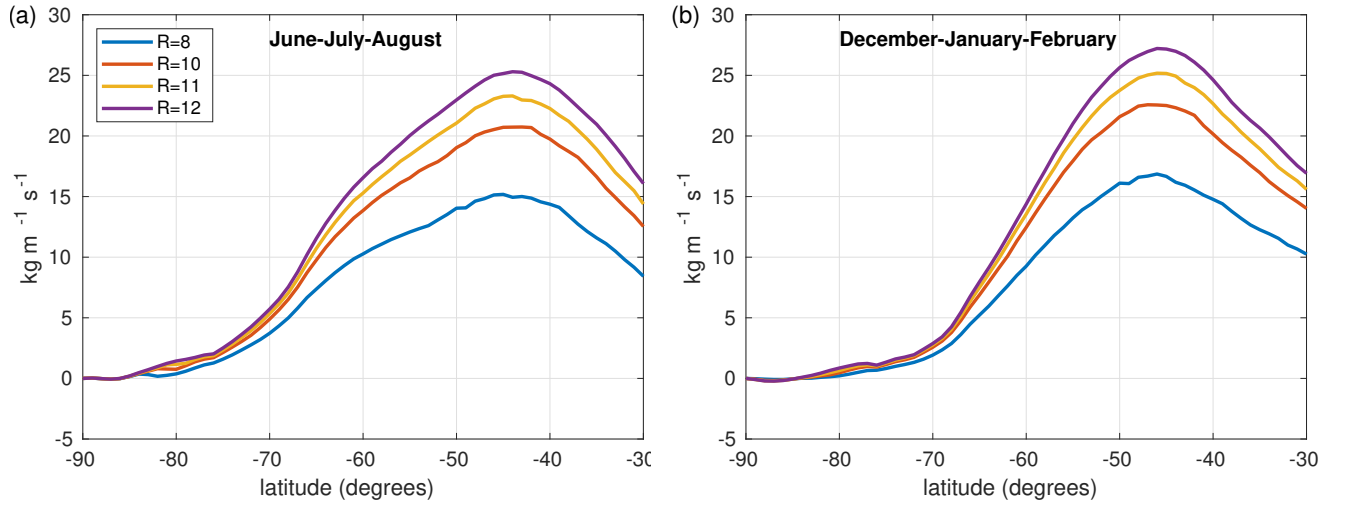 (a)
June-July-August
R=8
R=10
R=11
R=12
30
25
20
15
10
5
0
-5
kg m -1 s -1
-90 -80 -70 -60 -50 -40 -30
latitude (degrees)
(b)
December-January-February
30
25
20
15
10
5
0
-5
kg m -1 s -1
-90 -80 -70 -60 -50 -40 -30
latitude (degrees)